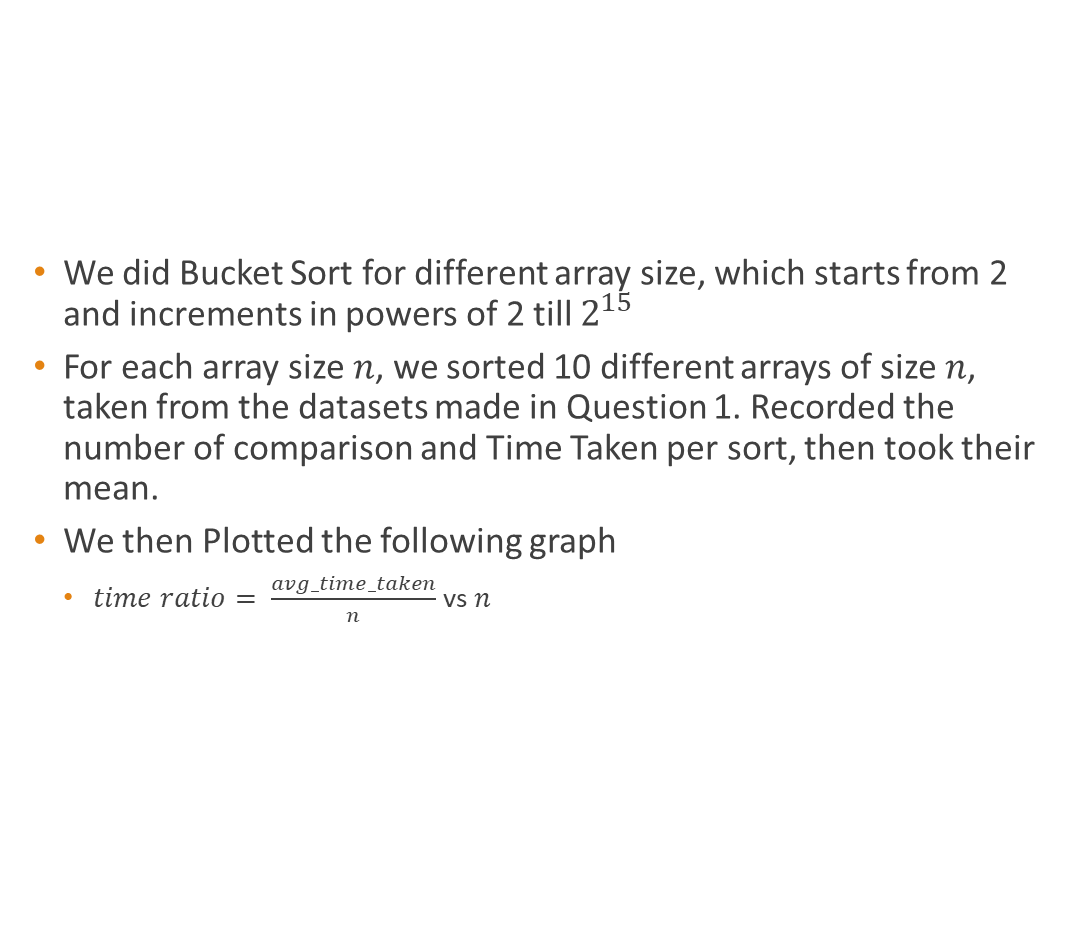 • We did Bucket Sort for different array size, which starts from 2
and increments in powers of 2 till 2^15
• For each array size n, we sorted 10 different arrays of size n,
taken from the datasets made in Question 1. Recorded the
number of comparison and Time Taken per sort, then took their
mean.
• We then Plotted the following graph
• time ratio = avg_time_taken/n vs n